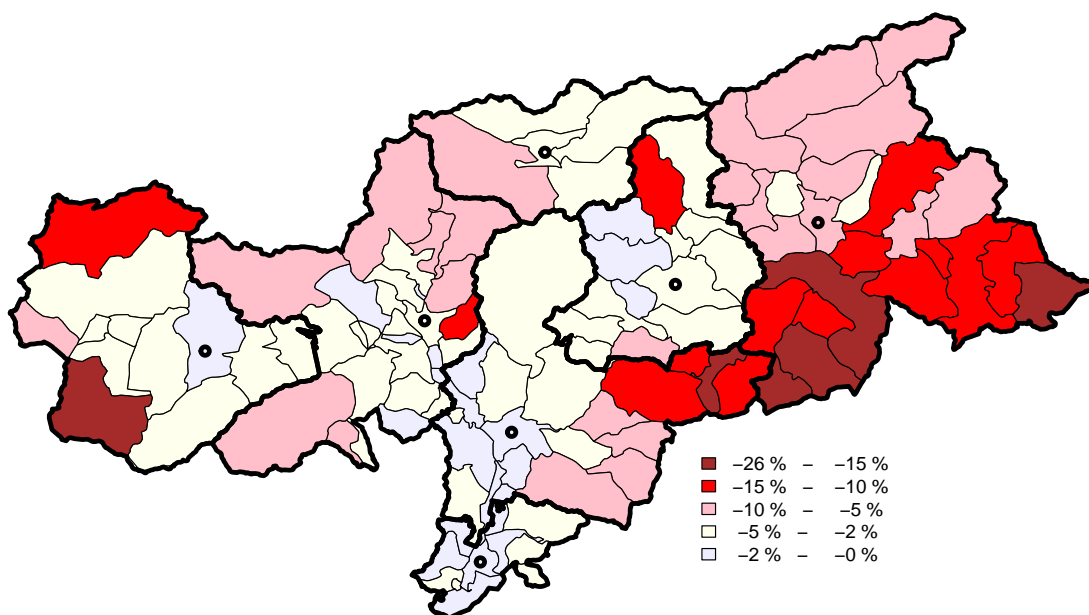 −26 % – −15 %
−15 % – −10 %
−10 % – −5 %
−5 % – −2 %
−2 % – −0 %